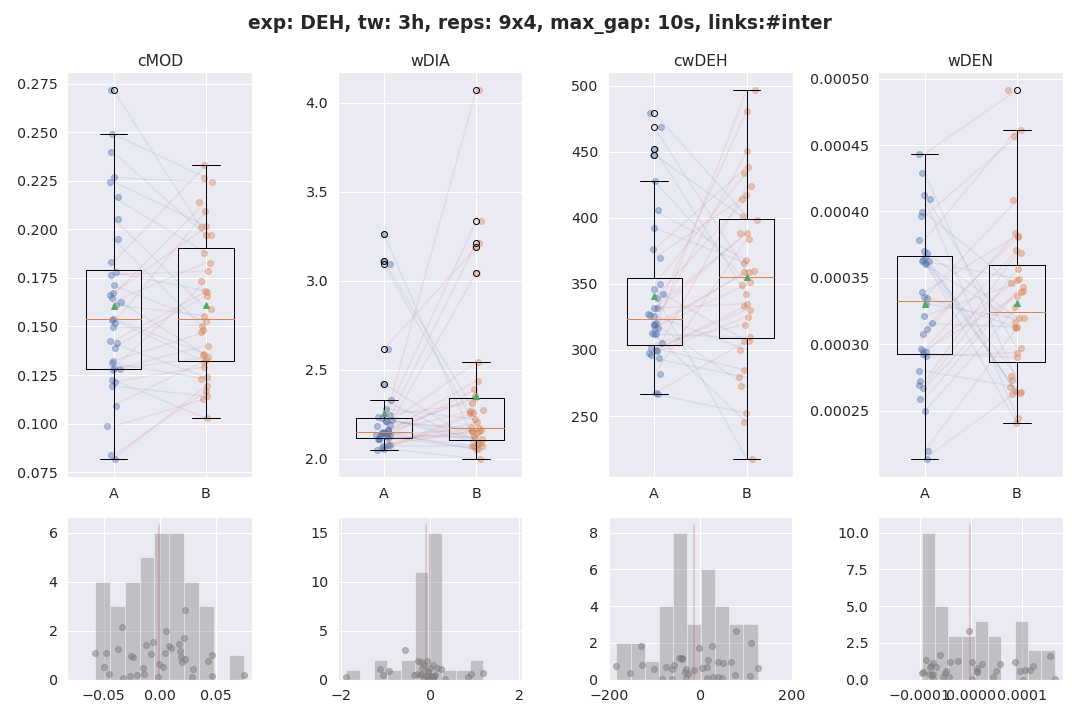 exp: DEH, tw: 3h, reps: 9x4, max_gap: 10s, links:#inter
cMOD wDIA cwDEH wDEN
0.275 0.250 0.225 0.200 0.175 0.150 0.125 0.100 0.075
4.0 3.5 3.0 2.5 2.0
500 450 400 350 300 250
0.00050 0.00045 0.00040 0.00035 0.00030 0.00025
A B A B A B A B
6 4 2 0
−0.05 0.00 0.05
15 10 5 0
−2 0 2
8 6 4 2 0
−200 0 200
10.0 7.5 5.0 2.5 0.0
−0.0001 0.0000 0.0001